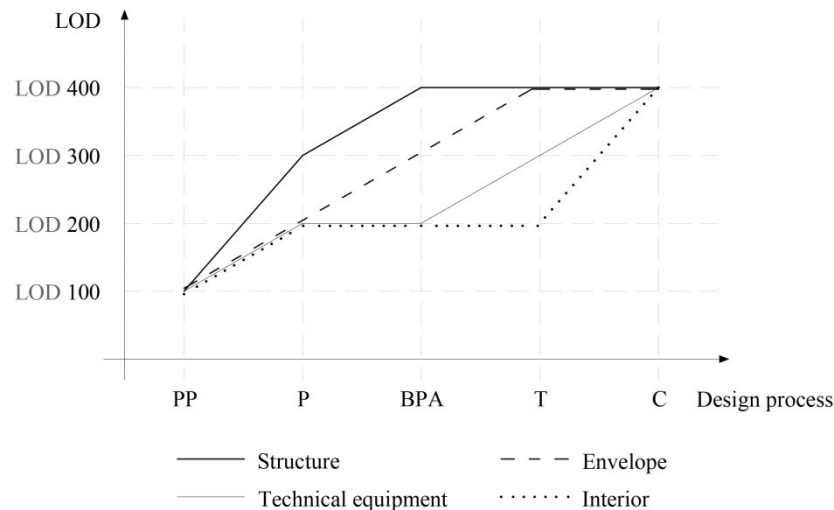 LOD
LOD 400
LOD 300
LOD 200
LOD 100
PP P BPA T C Design process
Structure Envelope
Technical equipment Interior